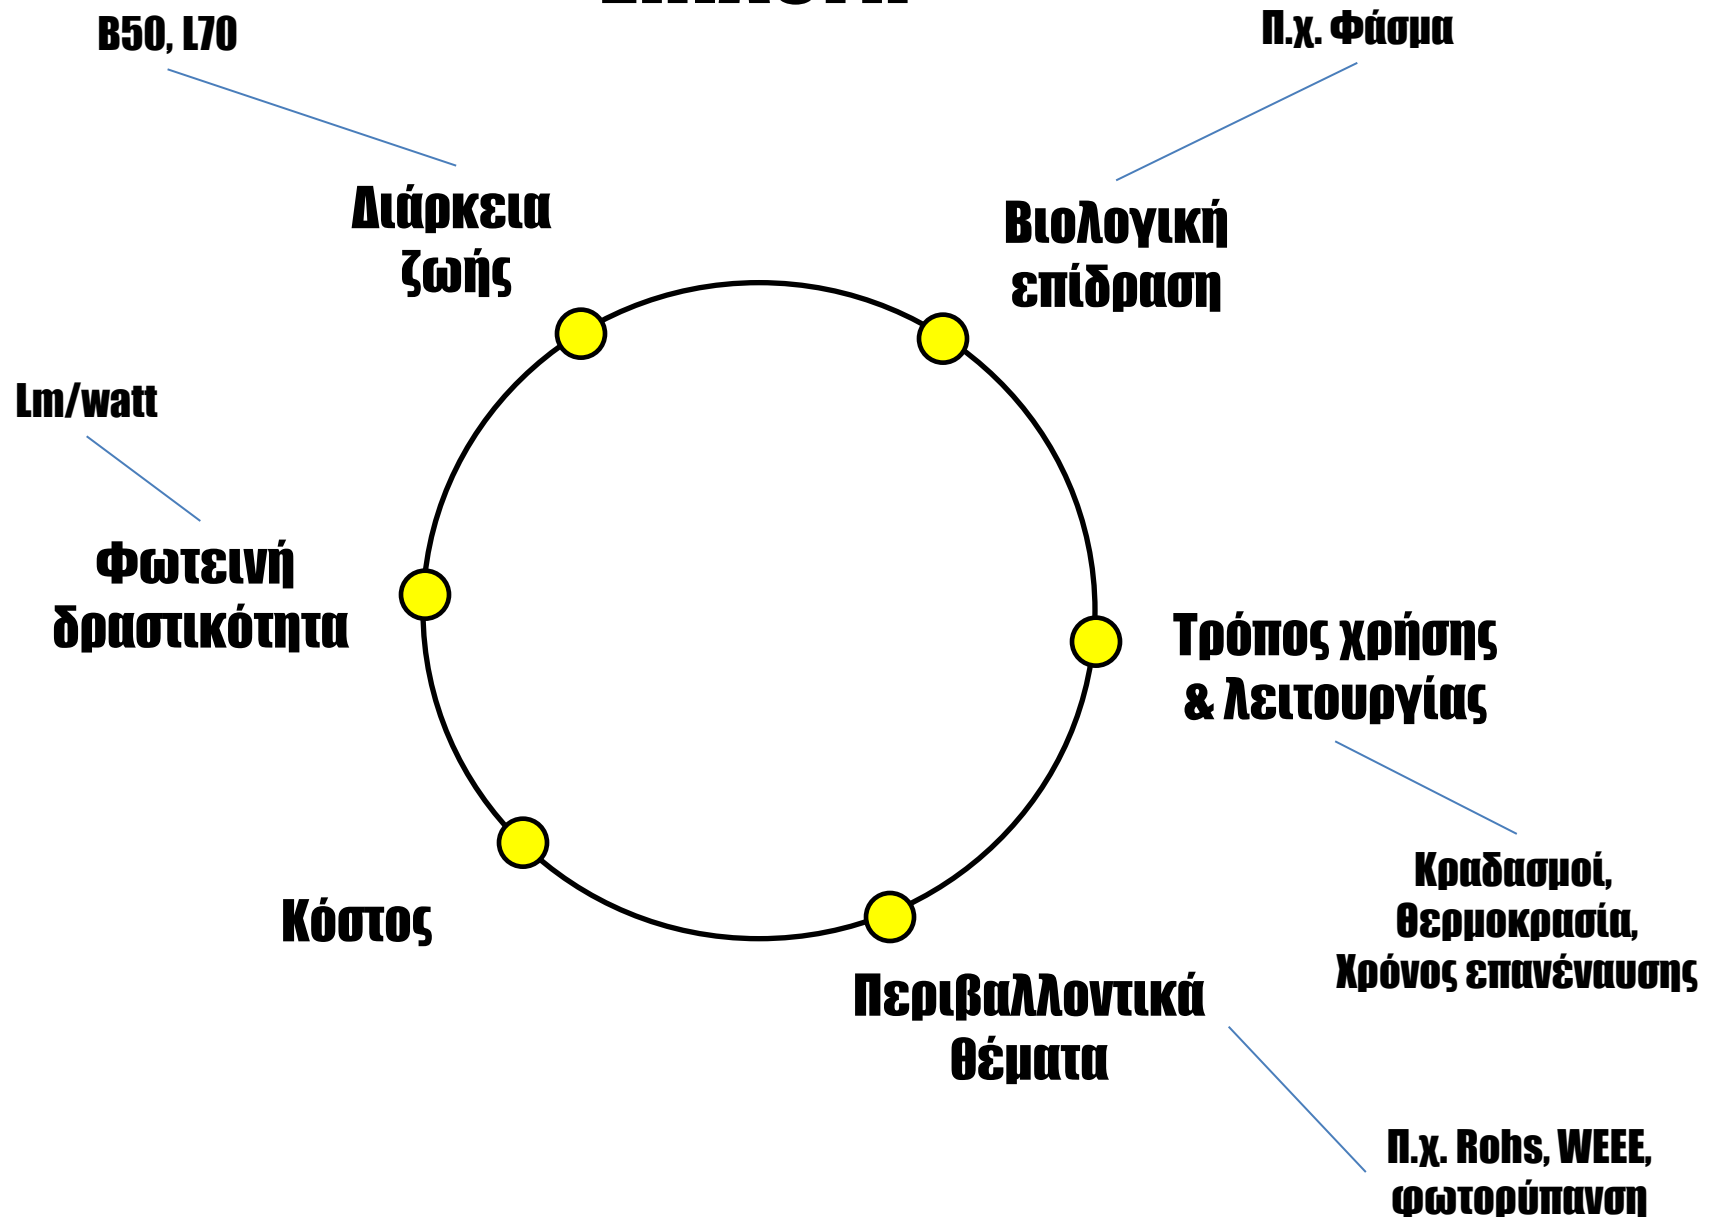 B50, L70
Π.χ. Φάσμα
Διάρκεια
ζωής
Βιολογική
επίδραση
Lm/watt
Φωτεινή
δραστικότητα
Τρόπος χρήσης
& λειτουργίας
Κραδασμοί,
θερμοκρασία,
Χρόνος επανέναυσης
Κόστος
Περιβαλλοντικά
θέματα
Π.χ. Rohs, WEEE,
φωτορύπανση